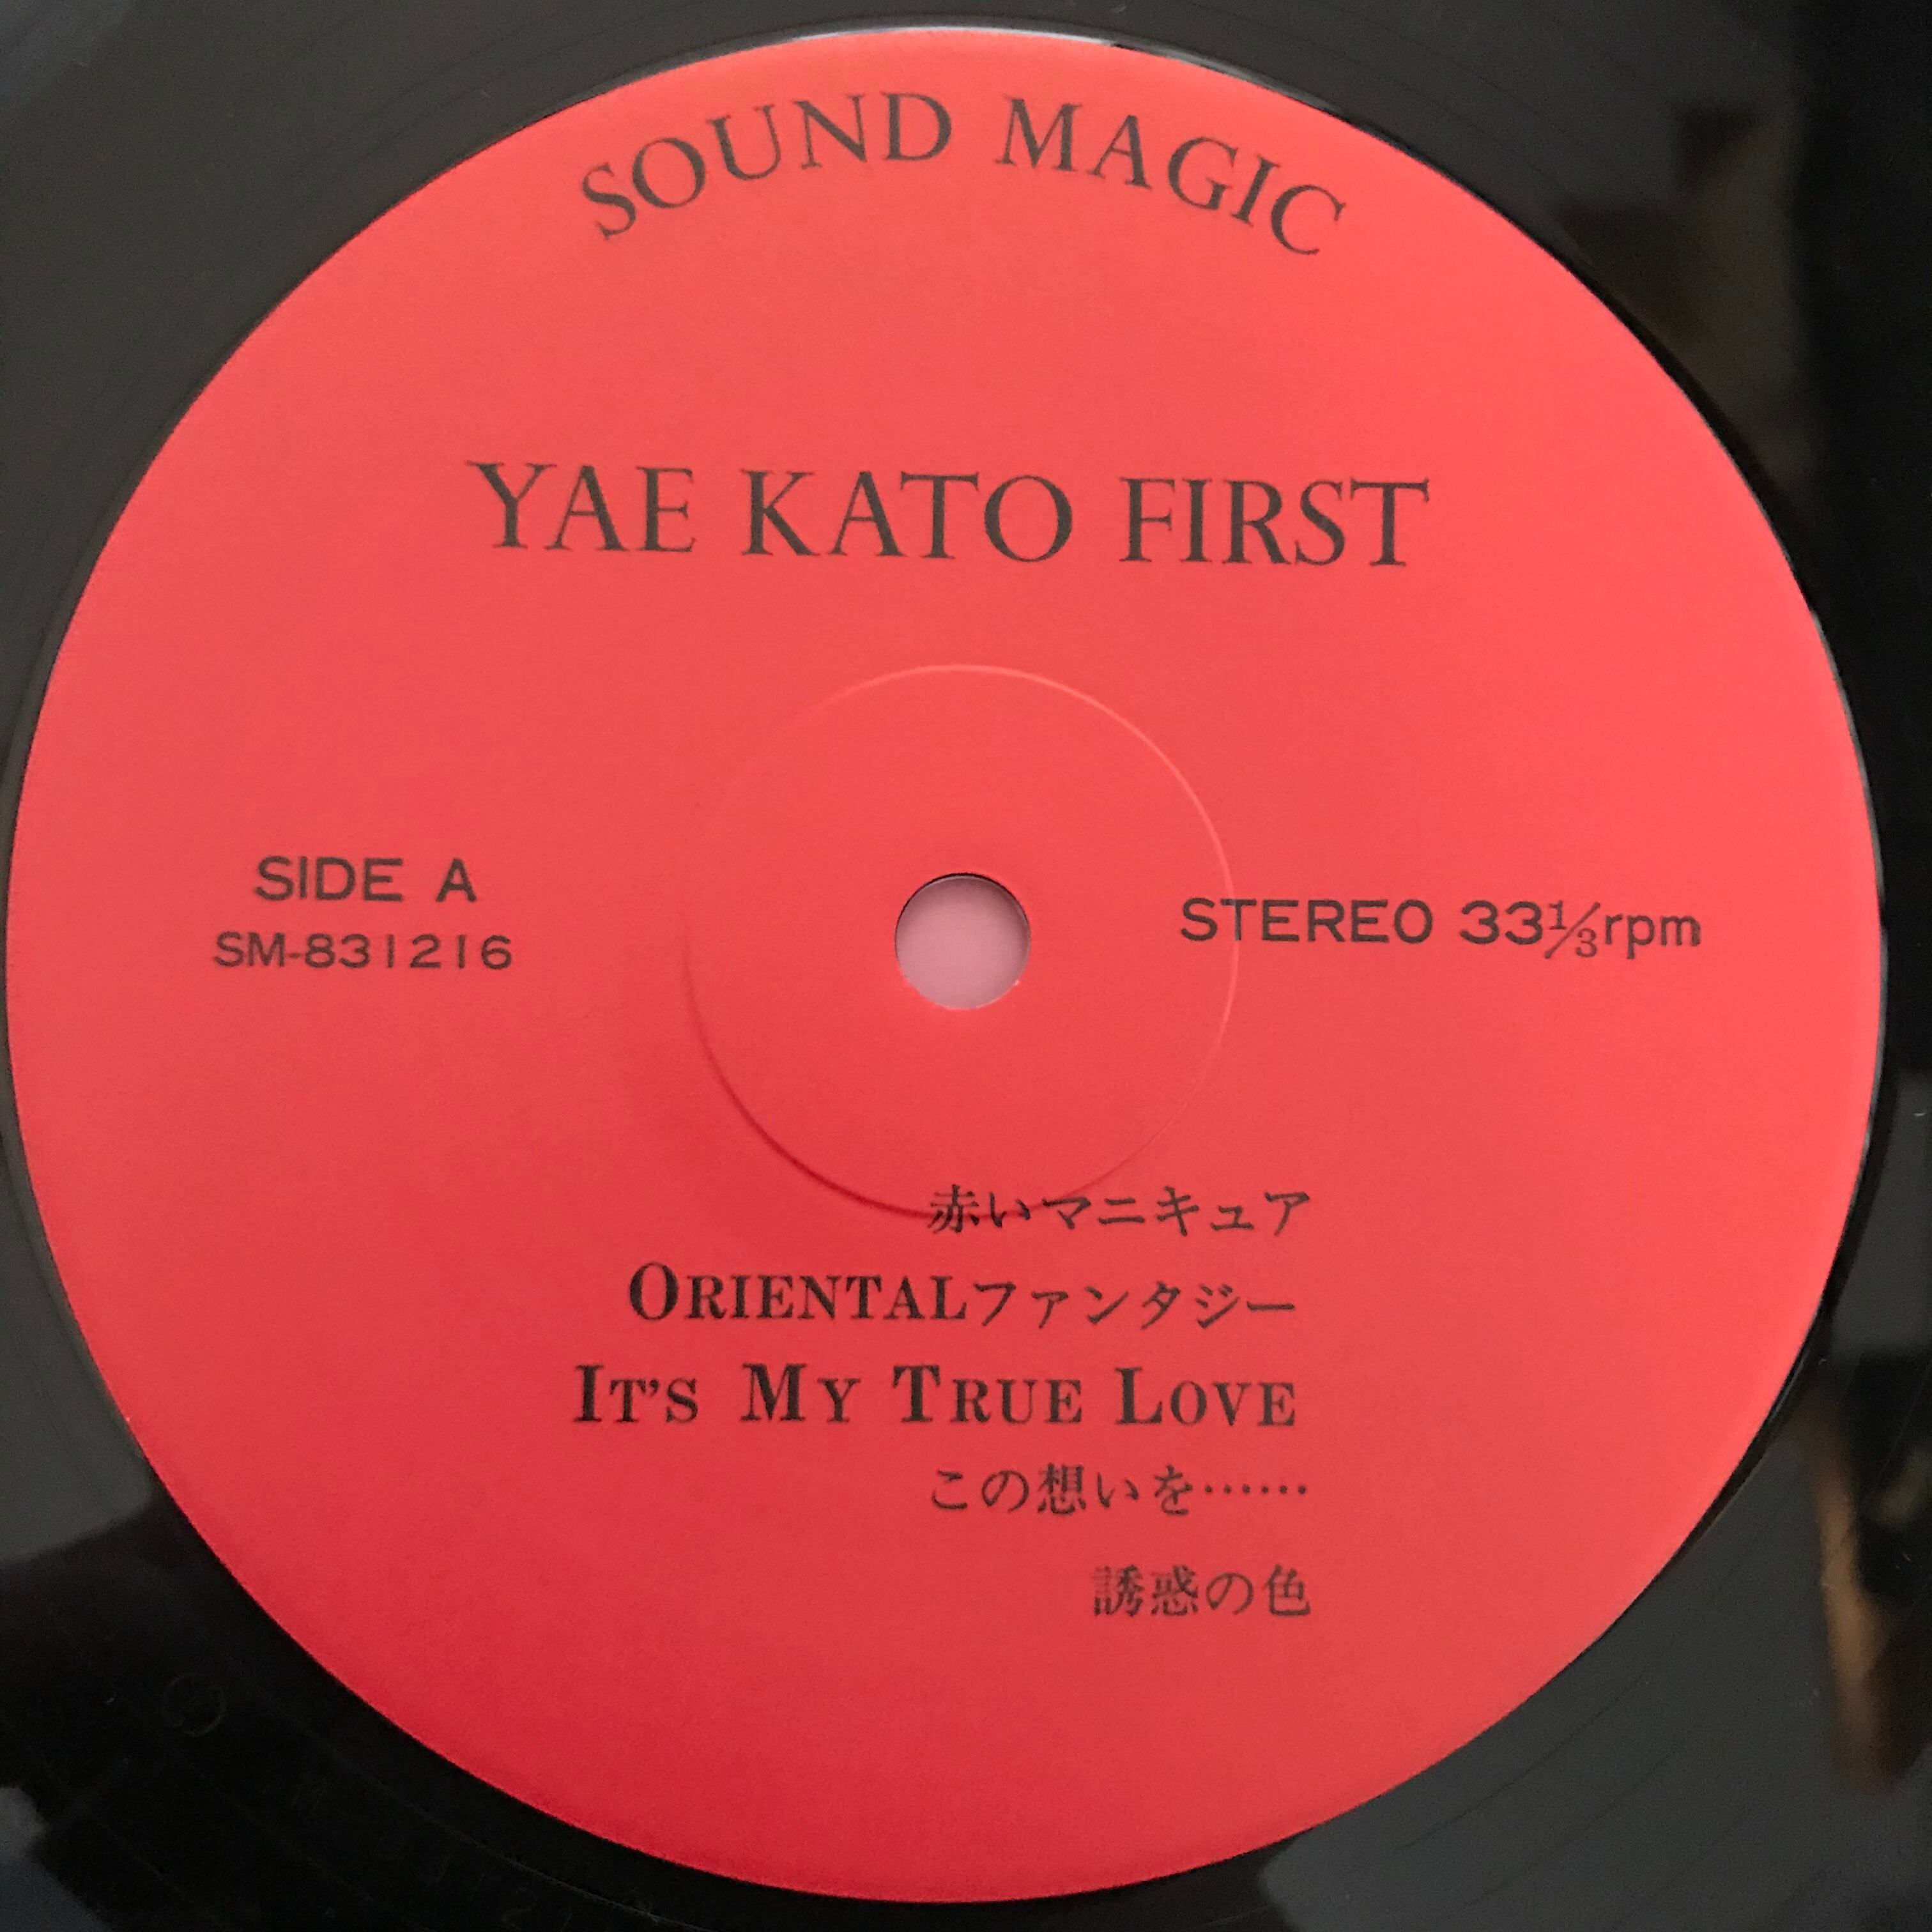 SOUND MAGIC
YAE KATO FIRST
SIDE A
SM-831216
STEREO 33⅓rpm
赤いマニキュア
ORIENTALファンタジー
IT'S MY TRUE LOVE
この想いを……
誘惑の色